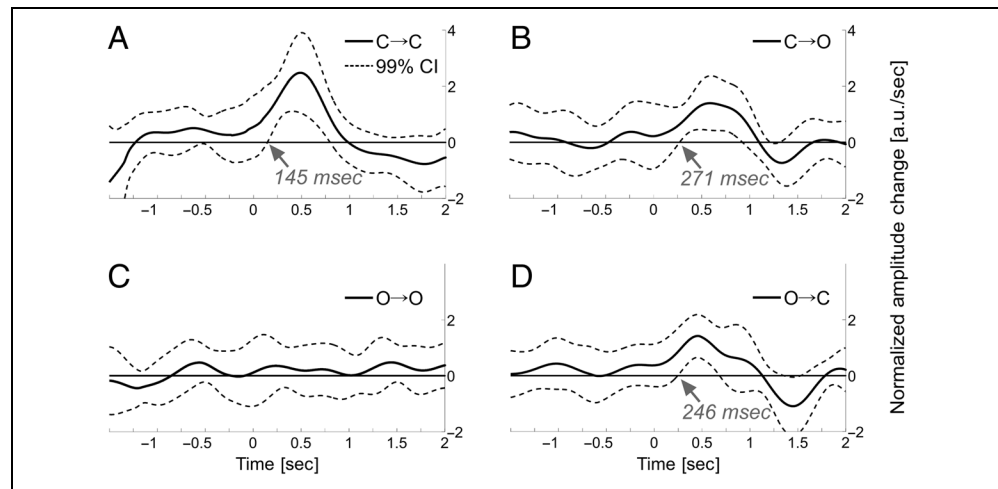 A
C→C
99% CI
4
2
0
−2
145 msec
−1 −0.5 0 0.5 1 1.5 2
B
C→O
4
2
0
−2
271 msec
−1 −0.5 0 0.5 1 1.5 2
C
O→O
2
0
−2
−1 −0.5 0 0.5 1 1.5 2
Time [sec]
D
O→C
2
0
−2
246 msec
−1 −0.5 0 0.5 1 1.5 2
Time [sec]
Normalized amplitude change [a.u./sec]